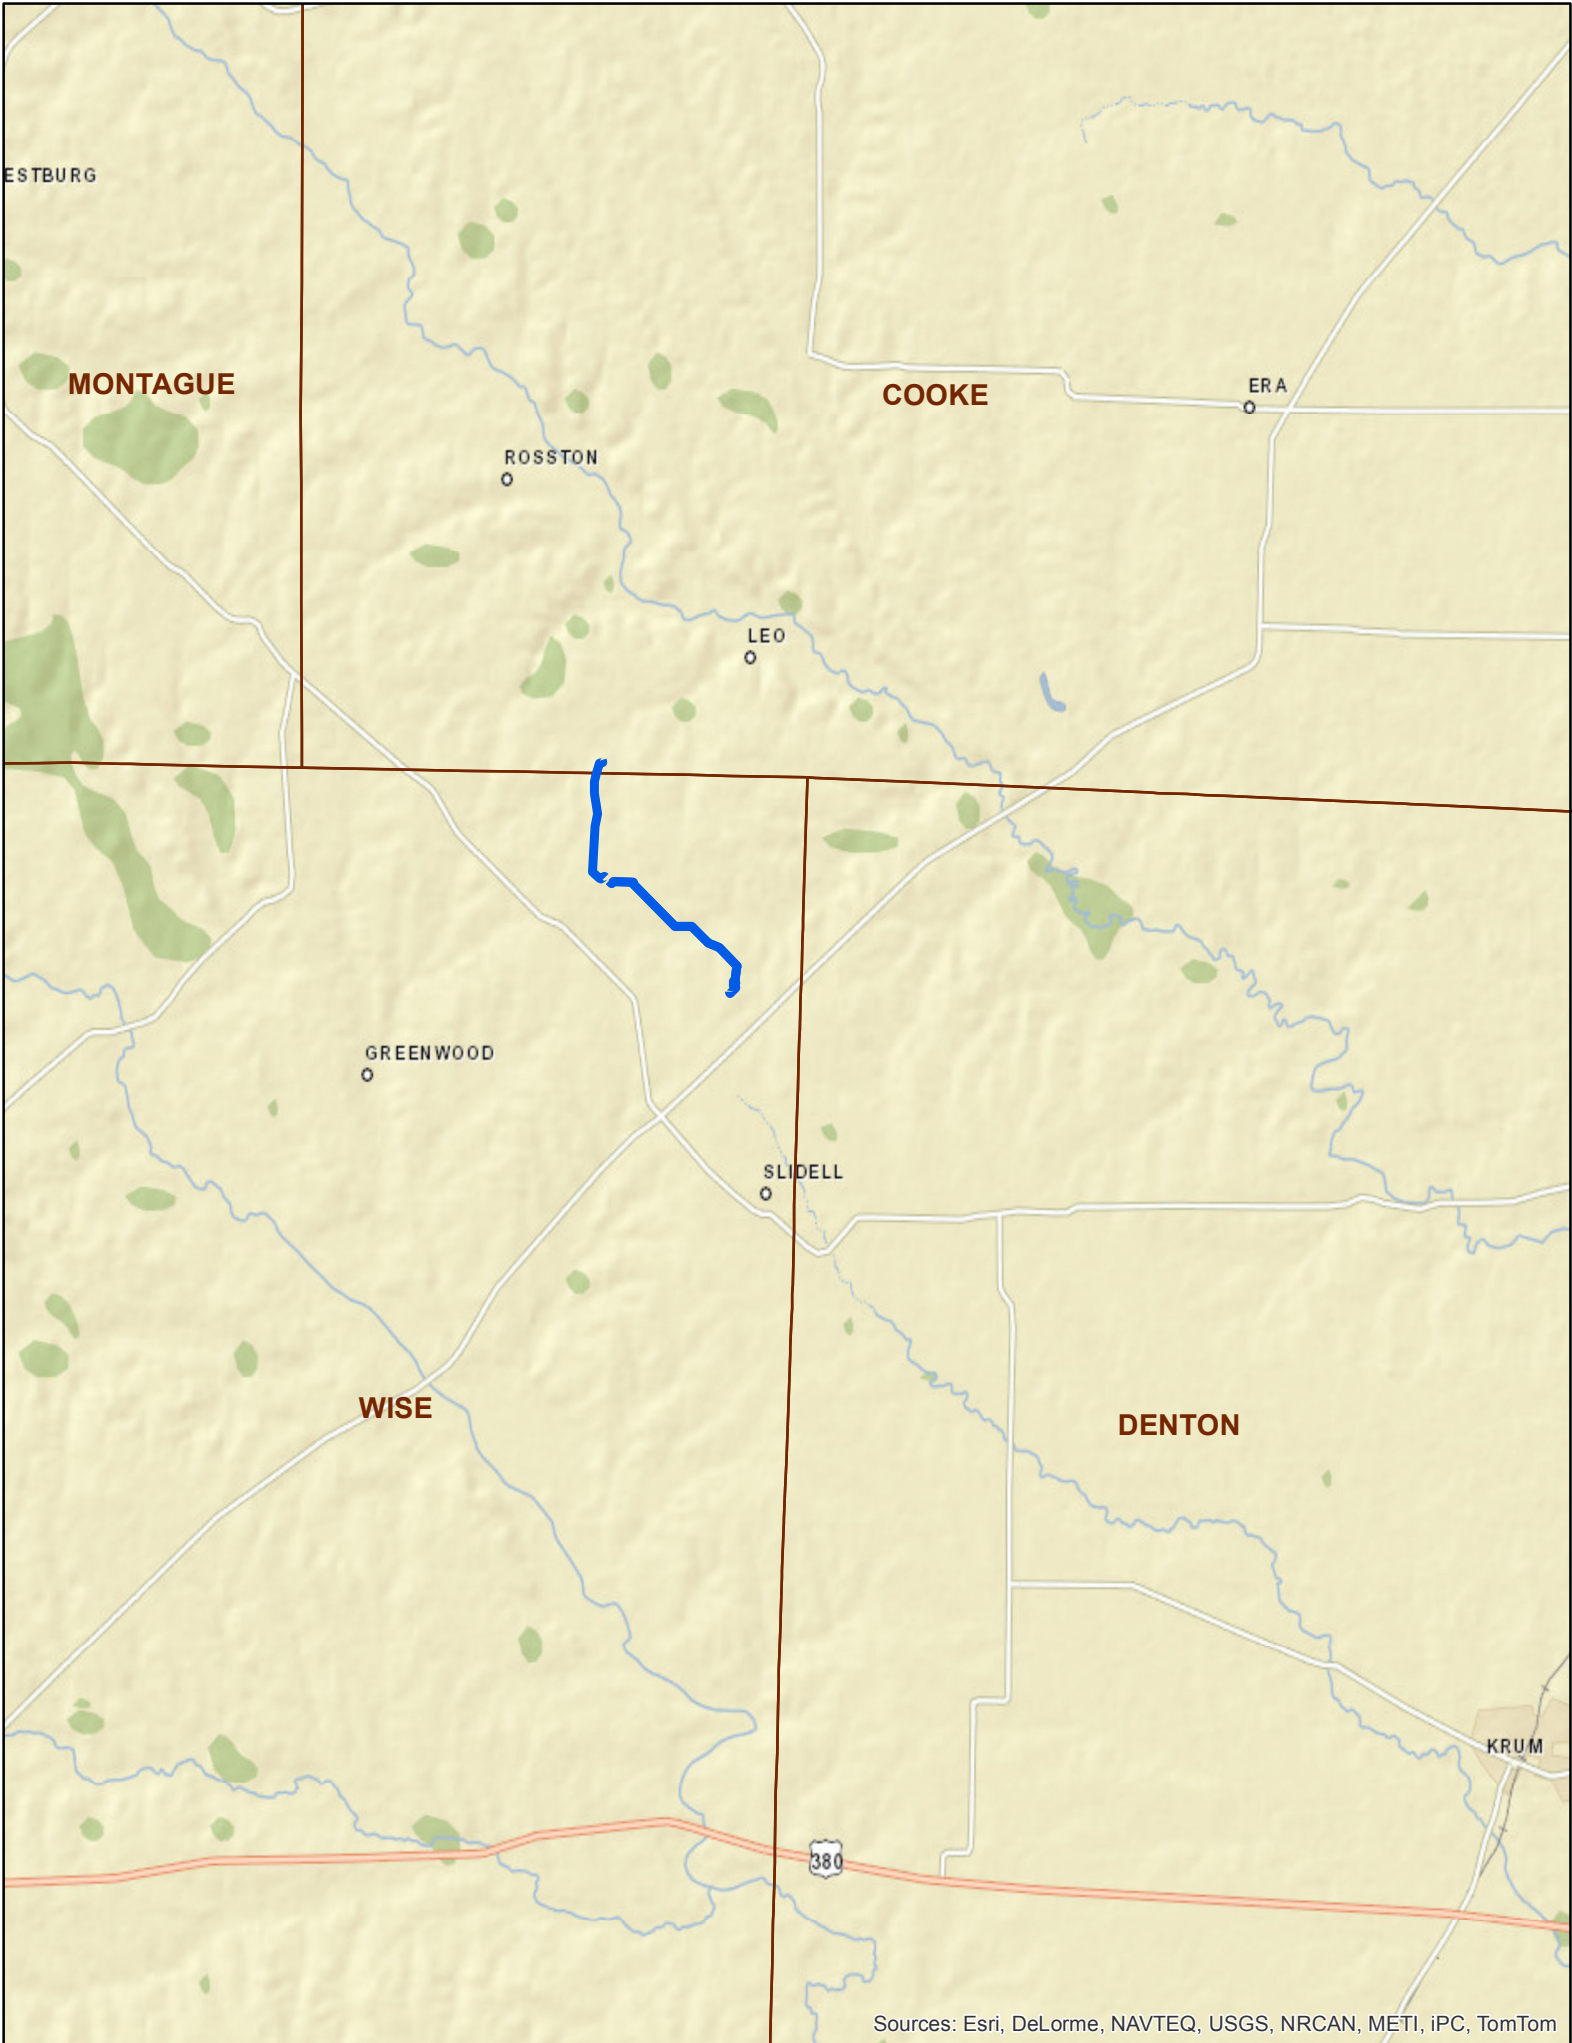 ESTBURG
MONTAGUE
COOKE
ERA
ROSSTON
LEO
GREENWOOD
SLIDELL
WISE
DENTON
KRUM
380
Sources: Esri, DeLorme, NAVTEQ, USGS, NRCAN, METI, iPC, TomTom